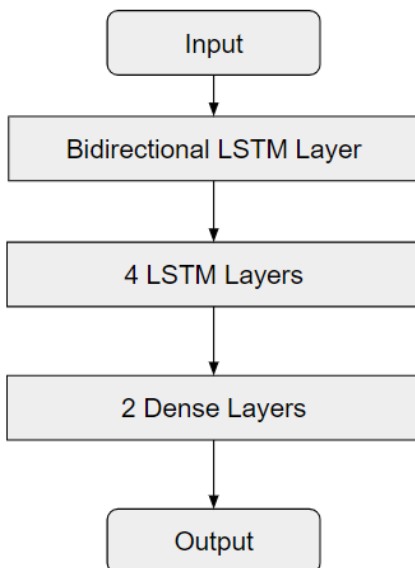 Input
Bidirectional LSTM Layer
4 LSTM Layers
2 Dense Layers
Output